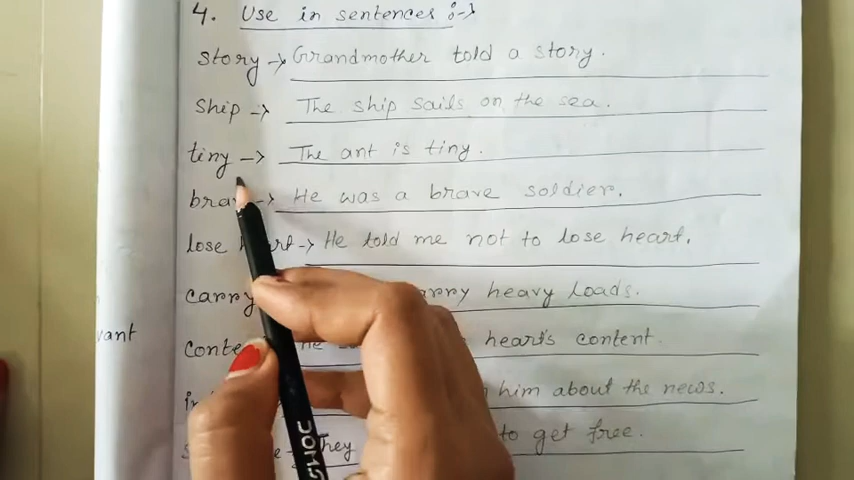 4. Use in sentences :->
story -> Grandmother told a story.
ship -> The ship sails on the sea.
tiny -> The ant is tiny.
brav -> He was a brave soldier.
lose -> He told me not to lose heart.
carry heavy loads.
vant
heart's content.
him about the news.
They to get free.
DOMS